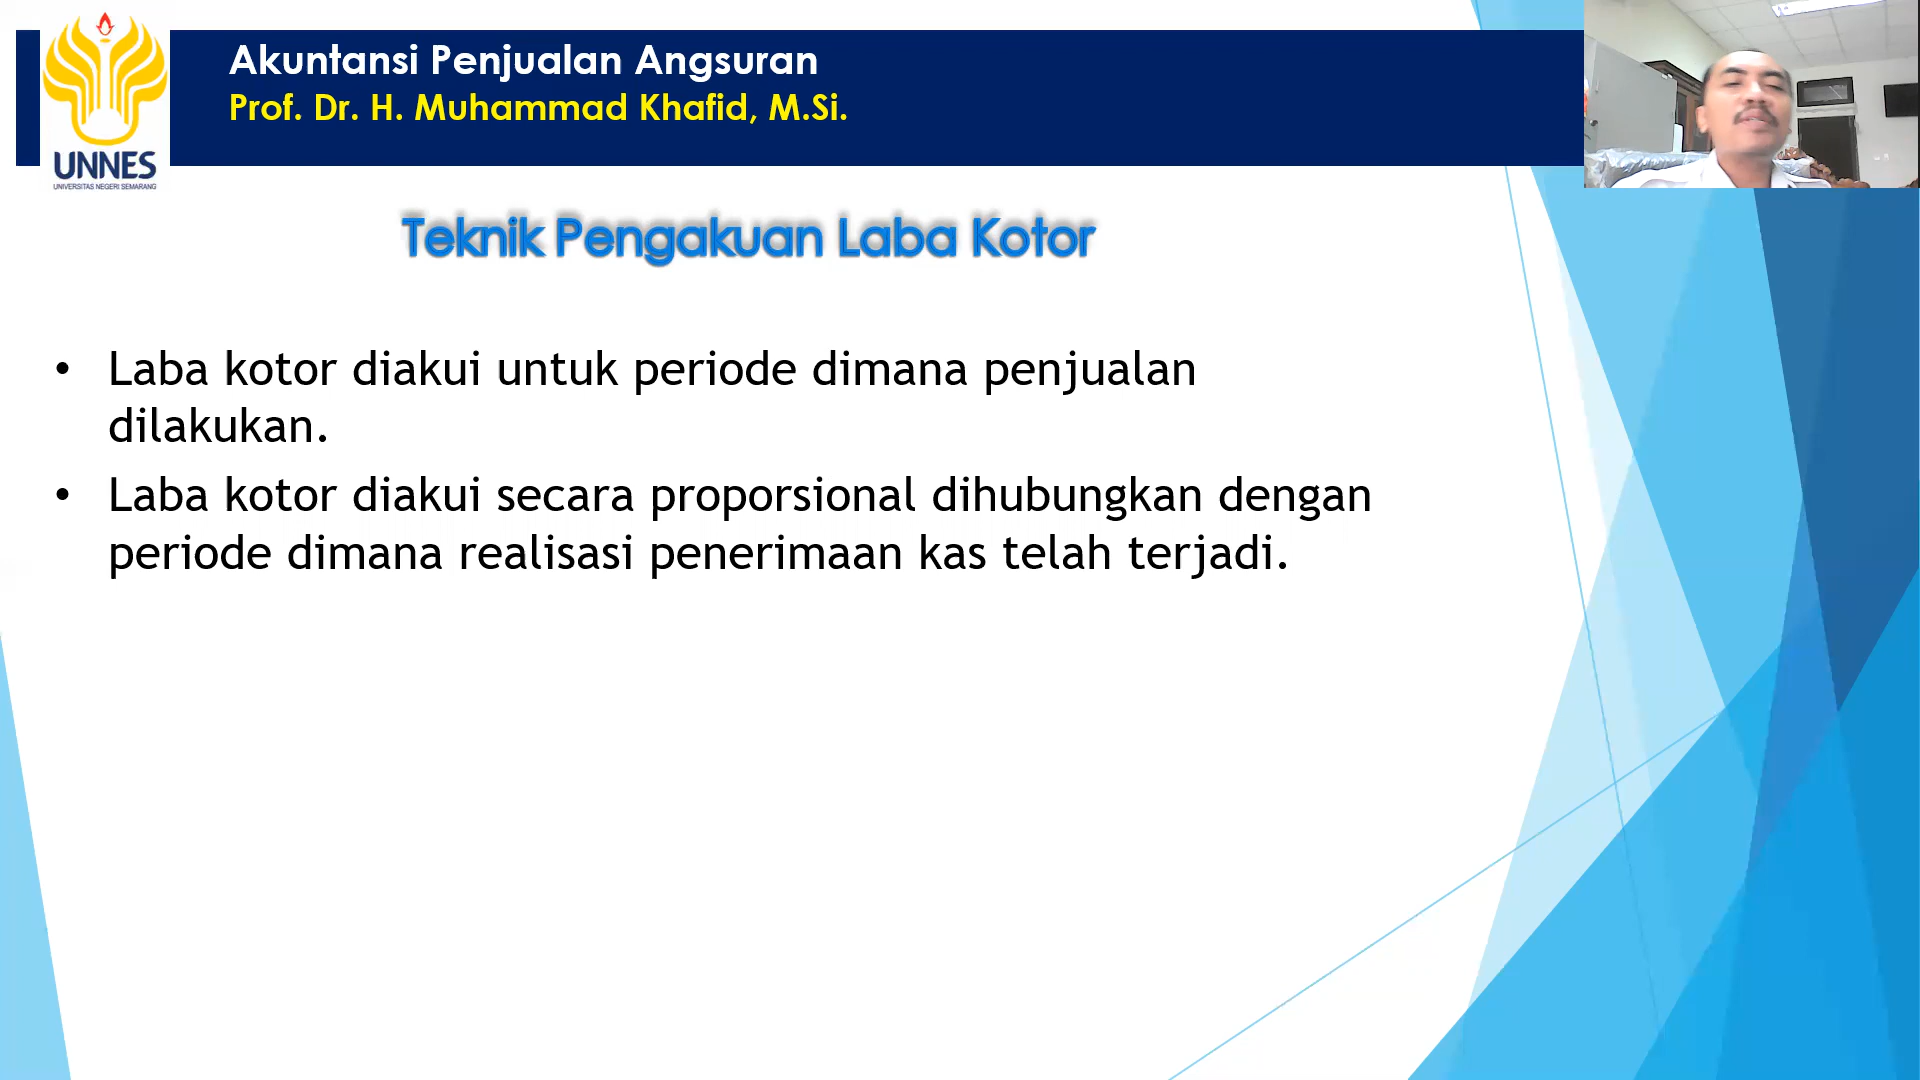 Akuntansi Penjualan Angsuran
Prof. Dr. H. Muhammad Khafid, M.Si.
UNNES
UNIVERSITAS NEGERI SEMARANG
Teknik Pengakuan Laba Kotor
• Laba kotor diakui untuk periode dimana penjualan
dilakukan.
• Laba kotor diakui secara proporsional dihubungkan dengan
periode dimana realisasi penerimaan kas telah terjadi.